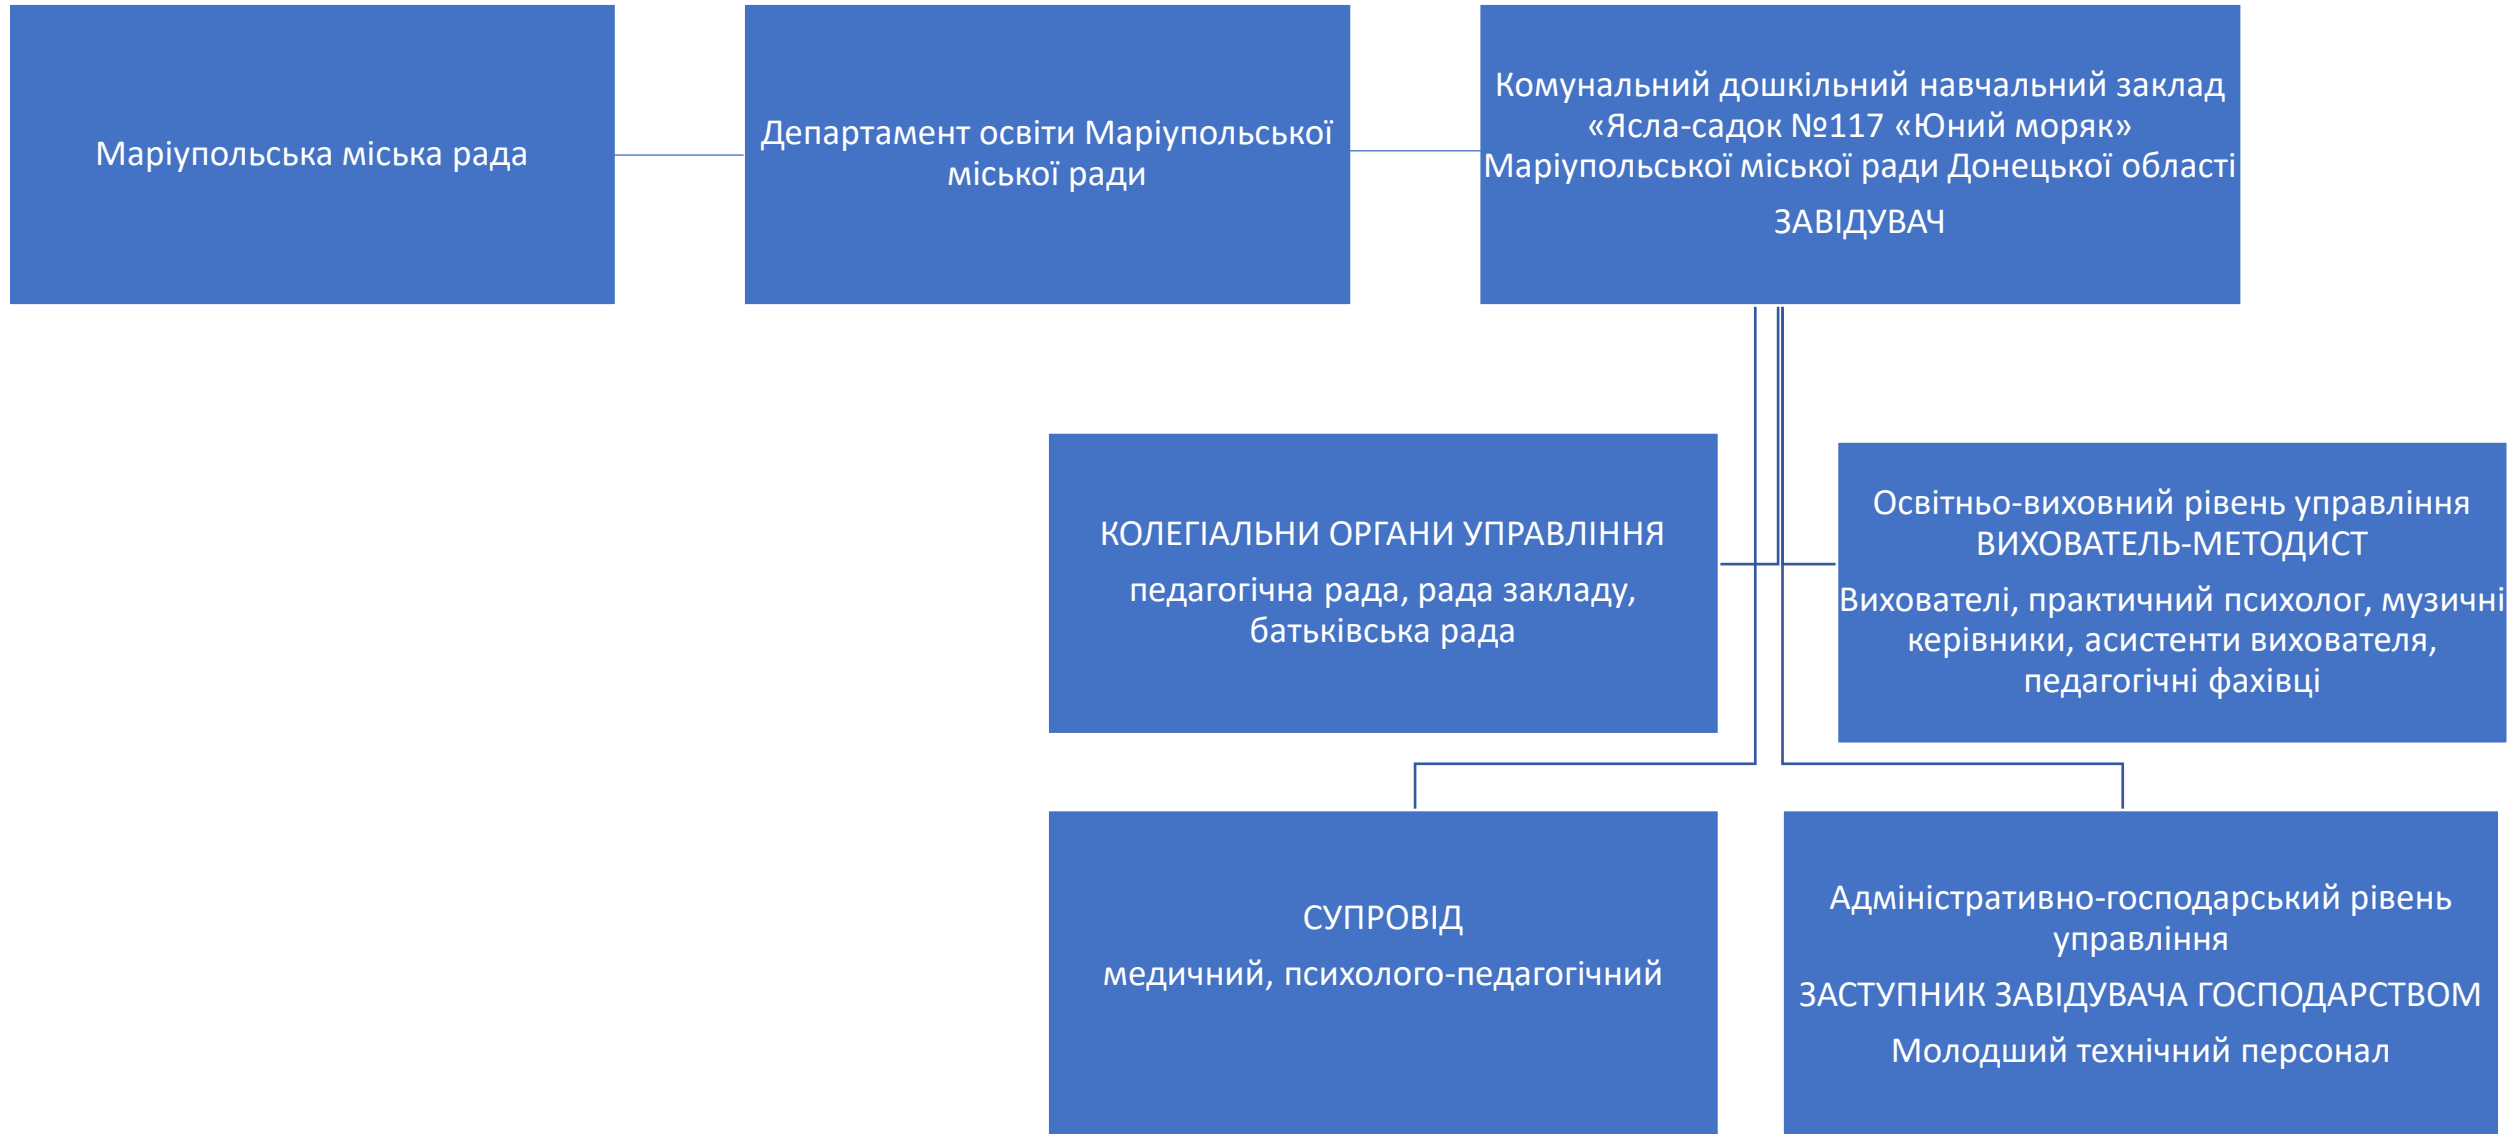 Маріупольська міська рада
Департамент освіти Маріупольської
міської ради
Комунальний дошкільний навчальний заклад
«Ясла-садок №117 «Юний моряк»
Маріупольської міської ради Донецької області
ЗАВІДУВАЧ
КОЛЕГІАЛЬНИ ОРГАНИ УПРАВЛІННЯ
педагогічна рада, рада закладу,
батьківська рада
Освітньо-виховний рівень управління
ВИХОВАТЕЛЬ-МЕТОДИСТ
Вихователі, практичний психолог, музичні
керівники, асистенти вихователя,
педагогічні фахівці
СУПРОВІД
медичний, психолого-педагогічний
Адміністративно-господарський рівень
управління
ЗАСТУПНИК ЗАВІДУВАЧА ГОСПОДАРСТВОМ
Молодший технічний персонал